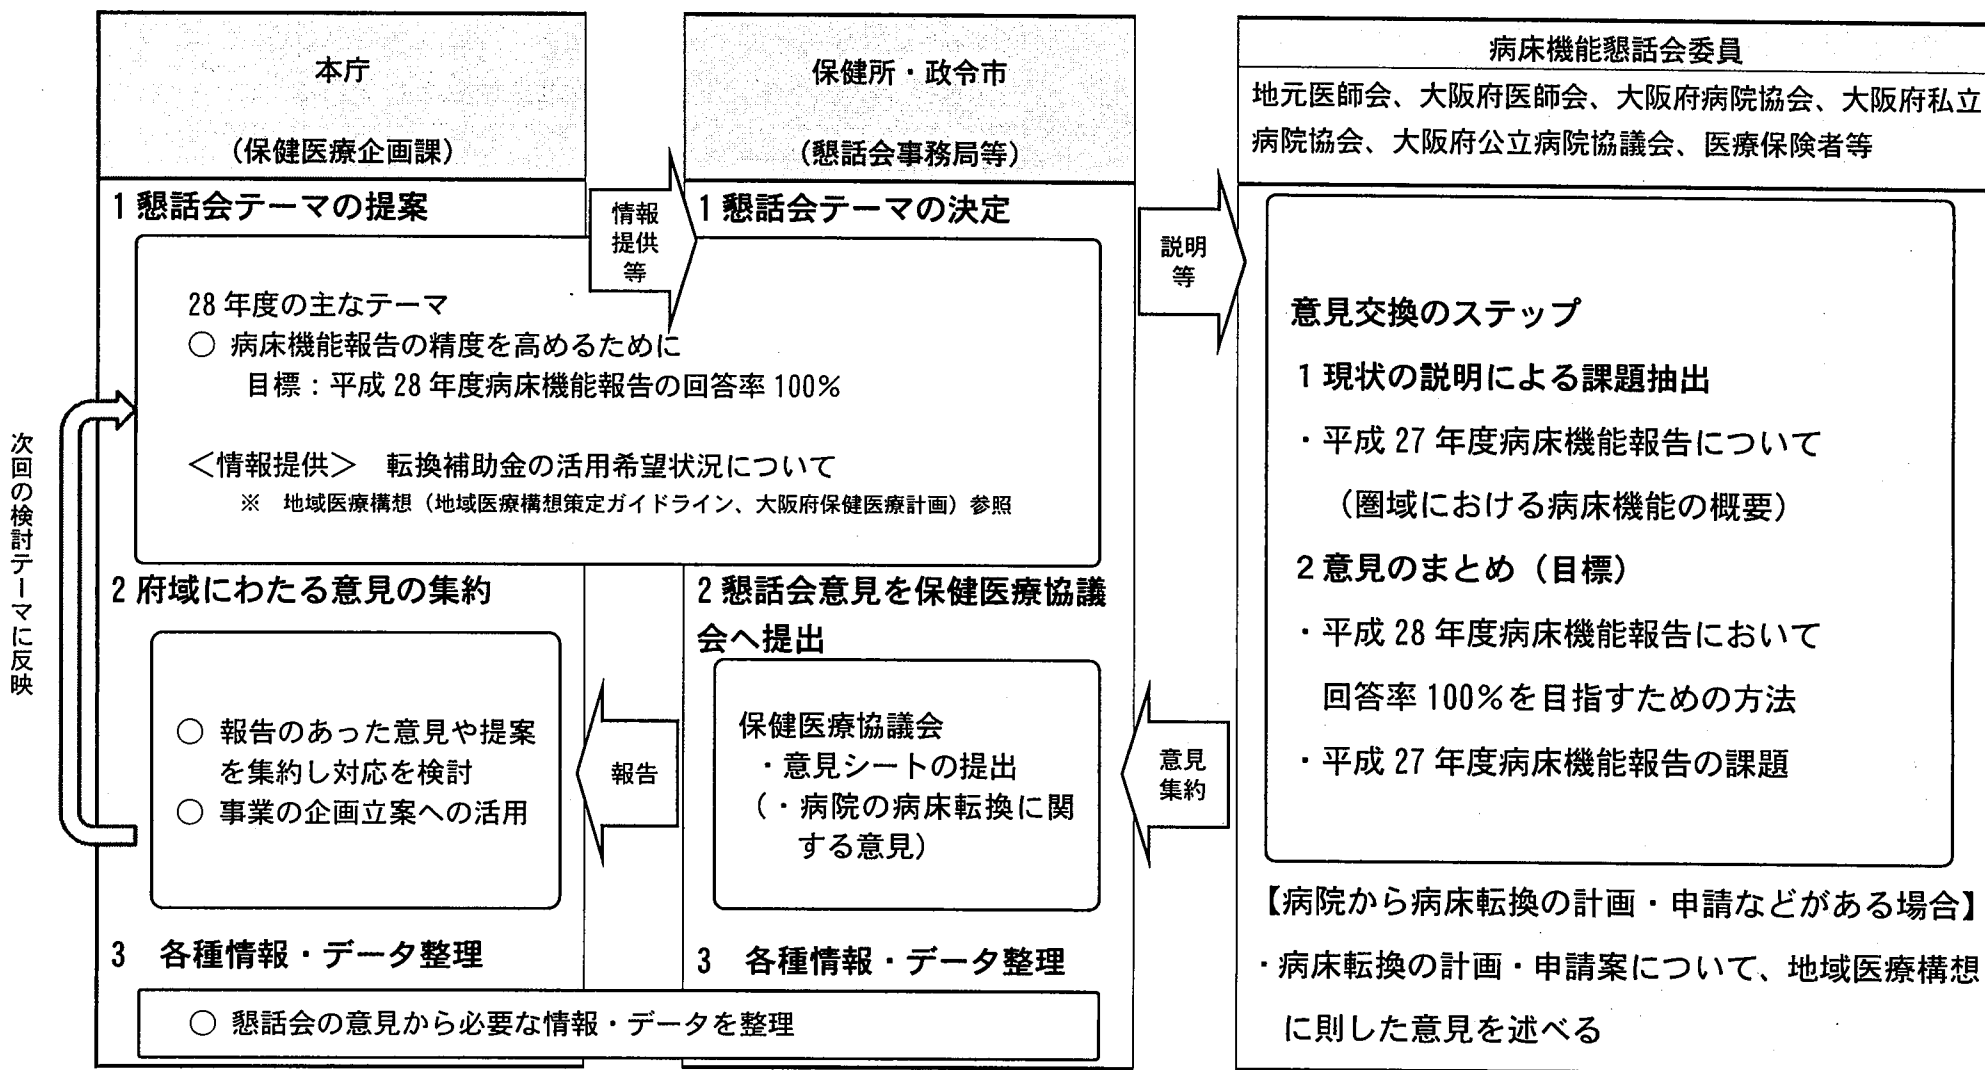 本庁
(保健医療企画課)
1 懇話会テーマの提案
情報
提供
等
保健所・政令市
(懇話会事務局等)
1 懇話会テーマの決定
28 年度の主なテーマ
○ 病床機能報告の精度を高めるために
目標：平成 28 年度病床機能報告の回答率 100％
＜情報提供＞ 転換補助金の活用希望状況について
※ 地域医療構想（地域医療構想策定ガイドライン、大阪府保健医療計画）参照
2 府域にわたる意見の集約
○ 報告のあった意見や提案
を集約し対応を検討
○ 事業の企画立案への活用
次回の検討テーマに反映
報告
2 懇話会意見を保健医療協議
会へ提出
保健医療協議会
・意見シートの提出
（・病院の病床転換に関
する意見）
3 各種情報・データ整理
3 各種情報・データ整理
○ 懇話会の意見から必要な情報・データを整理
説明
等
意見
集約
病床機能懇話会委員
地元医師会、大阪府医師会、大阪府病院協会、大阪府私立
病院協会、大阪府公立病院協議会、医療保険者等
意見交換のステップ
1 現状の説明による課題抽出
・平成 27 年度病床機能報告について
（圏域における病床機能の概要）
2 意見のまとめ（目標）
・平成 28 年度病床機能報告において
回答率 100％を目指すための方法
・平成 27 年度病床機能報告の課題
【病院から病床転換の計画・申請などがある場合】
・病床転換の計画・申請案について、地域医療構想
に則した意見を述べる